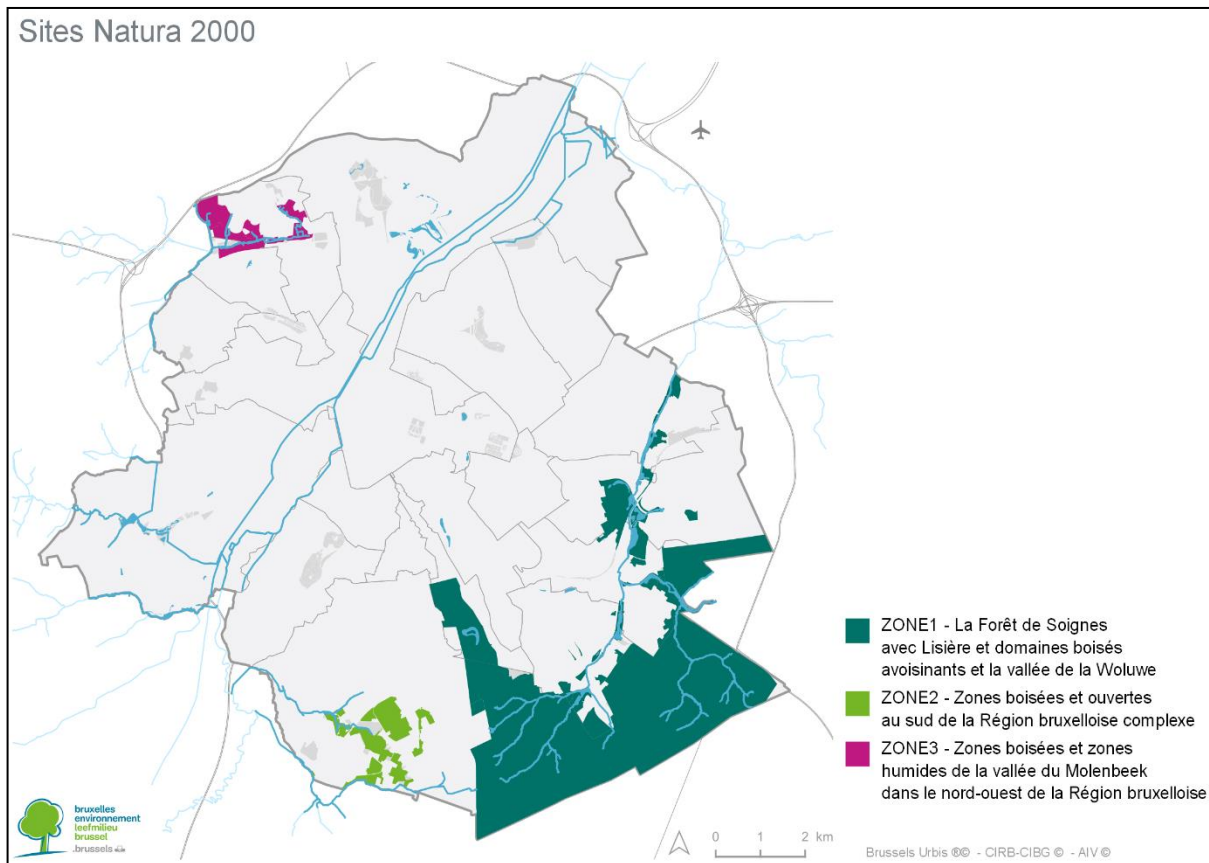 Sites Natura 2000
ZONE1 - La Forêt de Soignes
avec Lisière et domaines boisés
avoisinants et la vallée de la Woluwe
ZONE2 - Zones boisées et ouvertes
au sud de la Région bruxelloise complexe
ZONE3 - Zones boisées et zones
humides de la vallée du Molenbeek
dans le nord-ouest de la Région bruxelloise
bruxelles
environnement
leefmilieu
brussel
.brussels
0 1 2 km
Brussels Urbis ®© - CIRB-CIBG © - AIV ©